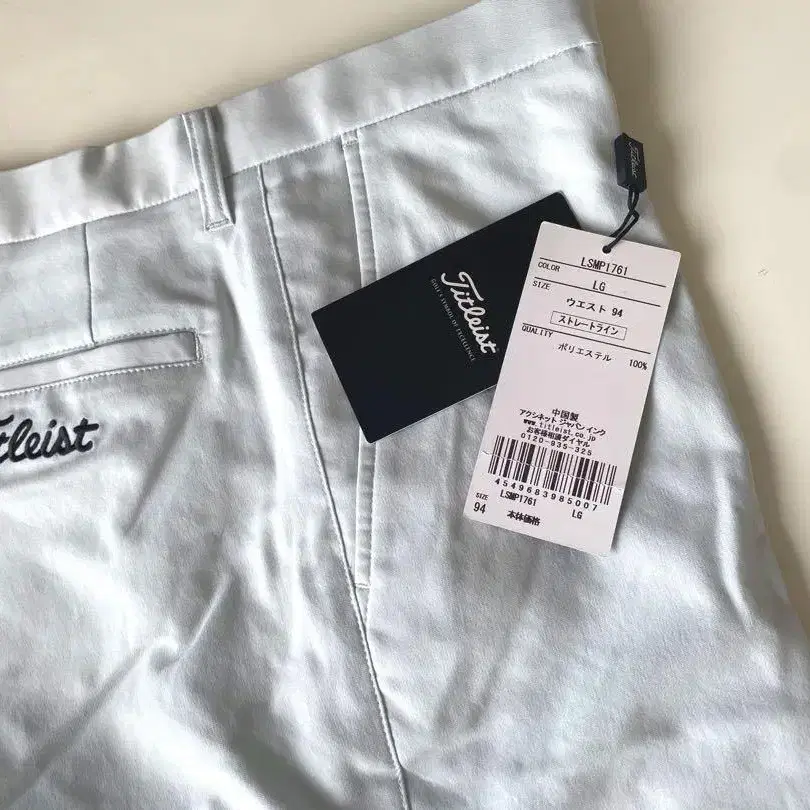 Titleist
Titleist
GOLF'S SYMBOL OF EXCELLENCE
Titleist
COLOR LSMP1761
SIZE LG
ウエスト 94
ストレートライン
QUALITY
ポリエステル 100%
中国製
アクシネット ジャパン インク
www.titleist.co.jp
お客様相談ダイヤル
0120-935-325
4549683985007
LSMP1761 LG
SIZE 94
本体価格
tleist